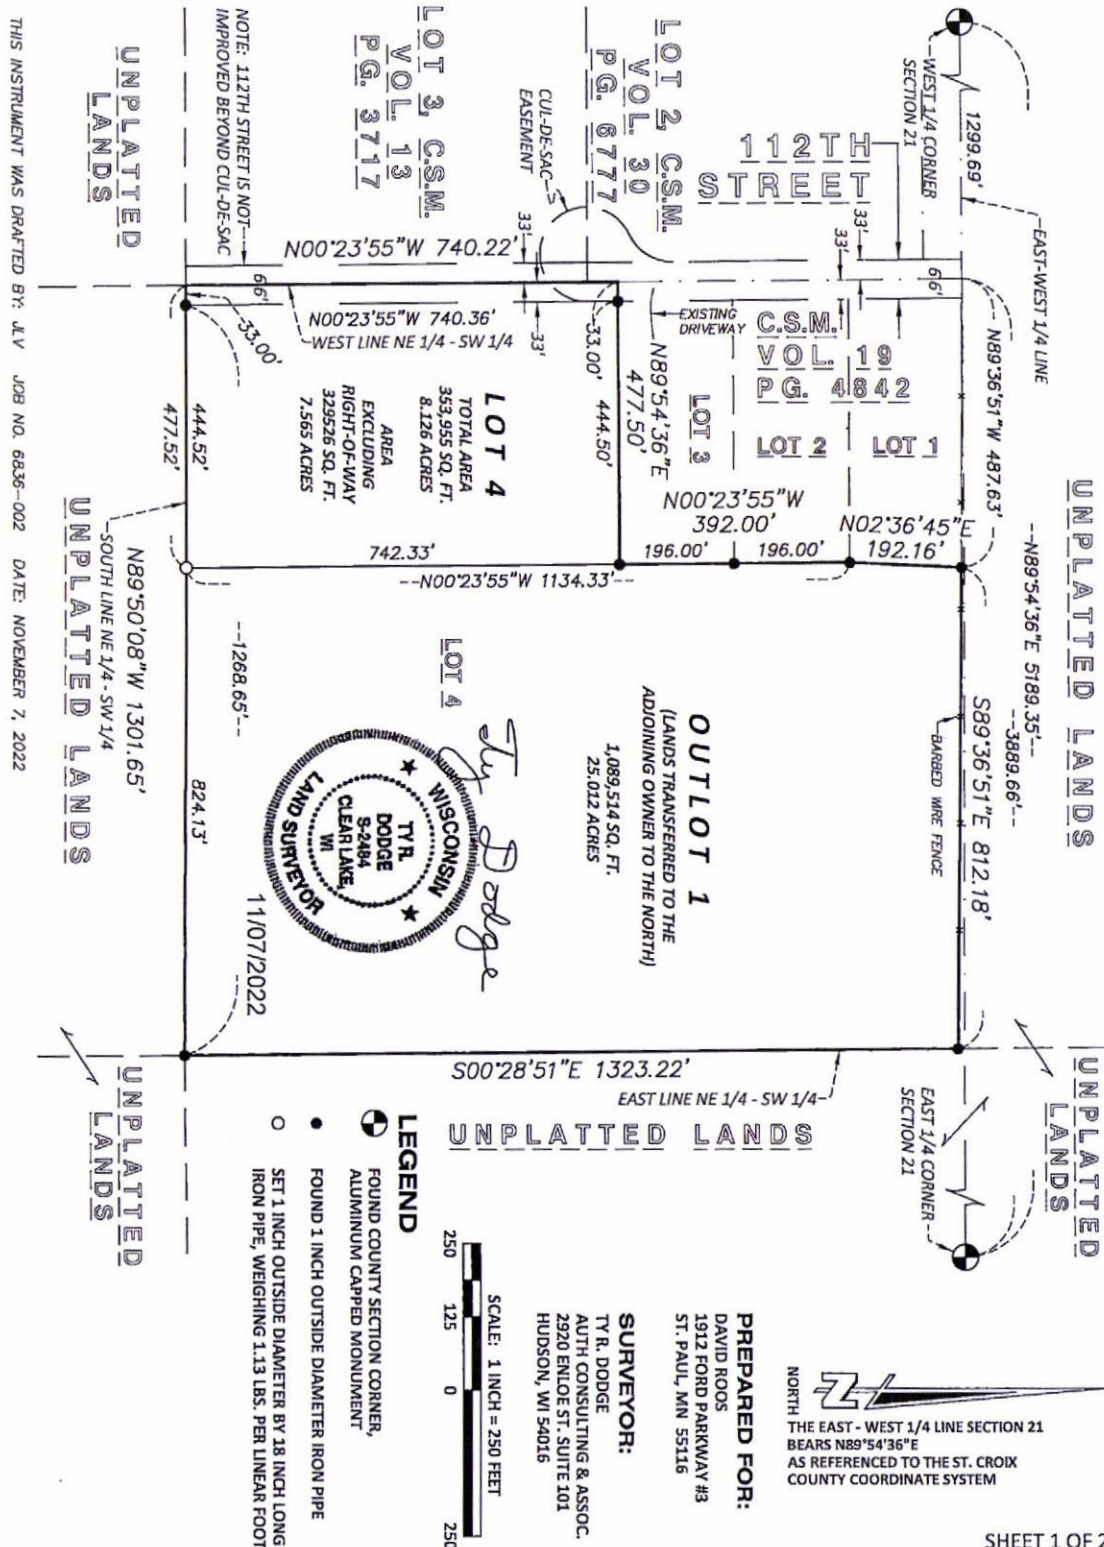 UNPLATTED LANDS
--N89°54'36"E 5189.35'--
--3889.66'--
1299.69'
WEST 1/4 CORNER
SECTION 21
EAST-WEST 1/4 LINE
N89°36'51"W 487.63'
S89°36'51"E 812.18'
BARBED WIRE FENCE
UNPLATTED
LANDS
EAST 1/4 CORNER
SECTION 21
112TH
STREET
33'
33'
66'
C.S.M.
VOL. 19
PG. 4842
LOT 1
LOT 2
LOT 3
EXISTING
DRIVEWAY
N02°36'45"E
192.16'
N00°23'55"W
392.00'
196.00'
196.00'
LOT 2, C.S.M.
VOL. 30
PG. 6777
CUL-DE-SAC
EASEMENT
N89°54'36"E
477.50'
33.00'
444.50'
LOT 3, C.S.M.
VOL. 13
PG. 3717
NOTE: 112TH STREET IS NOT
IMPROVED BEYOND CUL-DE-SAC
N00°23'55"W 740.22'
33'
33'
N00°23'55"W 740.36'
WEST LINE NE 1/4 - SW 1/4
66'
33.00'
LOT 4
TOTAL AREA
353,955 SQ. FT.
8.126 ACRES
AREA
EXCLUDING
RIGHT-OF-WAY
329526 SQ. FT.
7.565 ACRES
742.33'
--N00°23'55"W 1134.33'--
OUTLOT 1
(LANDS TRANSFERRED TO THE
ADJOINING OWNER TO THE NORTH)
1,089,514 SQ. FT.
25.012 ACRES
LOT 4
Ty Dodge
WISCONSIN
TY R.
DODGE
S-2484
CLEAR LAKE,
WI
LAND SURVEYOR
11/07/2022
S00°28'51"E 1323.22'
EAST LINE NE 1/4 - SW 1/4
UNPLATTED LANDS
444.52'
477.52'
--1268.65'--
824.13'
N89°50'08"W 1301.65'
SOUTH LINE NE 1/4 - SW 1/4
UNPLATTED
LANDS
UNPLATTED LANDS
UNPLATTED
LANDS
NORTH
THE EAST - WEST 1/4 LINE SECTION 21
BEARS N89°54'36"E
AS REFERENCED TO THE ST. CROIX
COUNTY COORDINATE SYSTEM
PREPARED FOR:
DAVID ROOS
1912 FORD PARKWAY #3
ST. PAUL, MN 55116
SURVEYOR:
TY R. DODGE
AUTH CONSULTING & ASSOC.
2920 ENLOE ST. SUITE 101
HUDSON, WI 54016
SCALE: 1 INCH = 250 FEET
250 125 0 250
LEGEND
FOUND COUNTY SECTION CORNER,
ALUMINUM CAPPED MONUMENT
FOUND 1 INCH OUTSIDE DIAMETER IRON PIPE
SET 1 INCH OUTSIDE DIAMETER BY 18 INCH LONG
IRON PIPE, WEIGHING 1.13 LBS. PER LINEAR FOOT
THIS INSTRUMENT WAS DRAFTED BY: JLV JOB NO. 6636-002 DATE: NOVEMBER 7, 2022
SHEET 1 OF 2